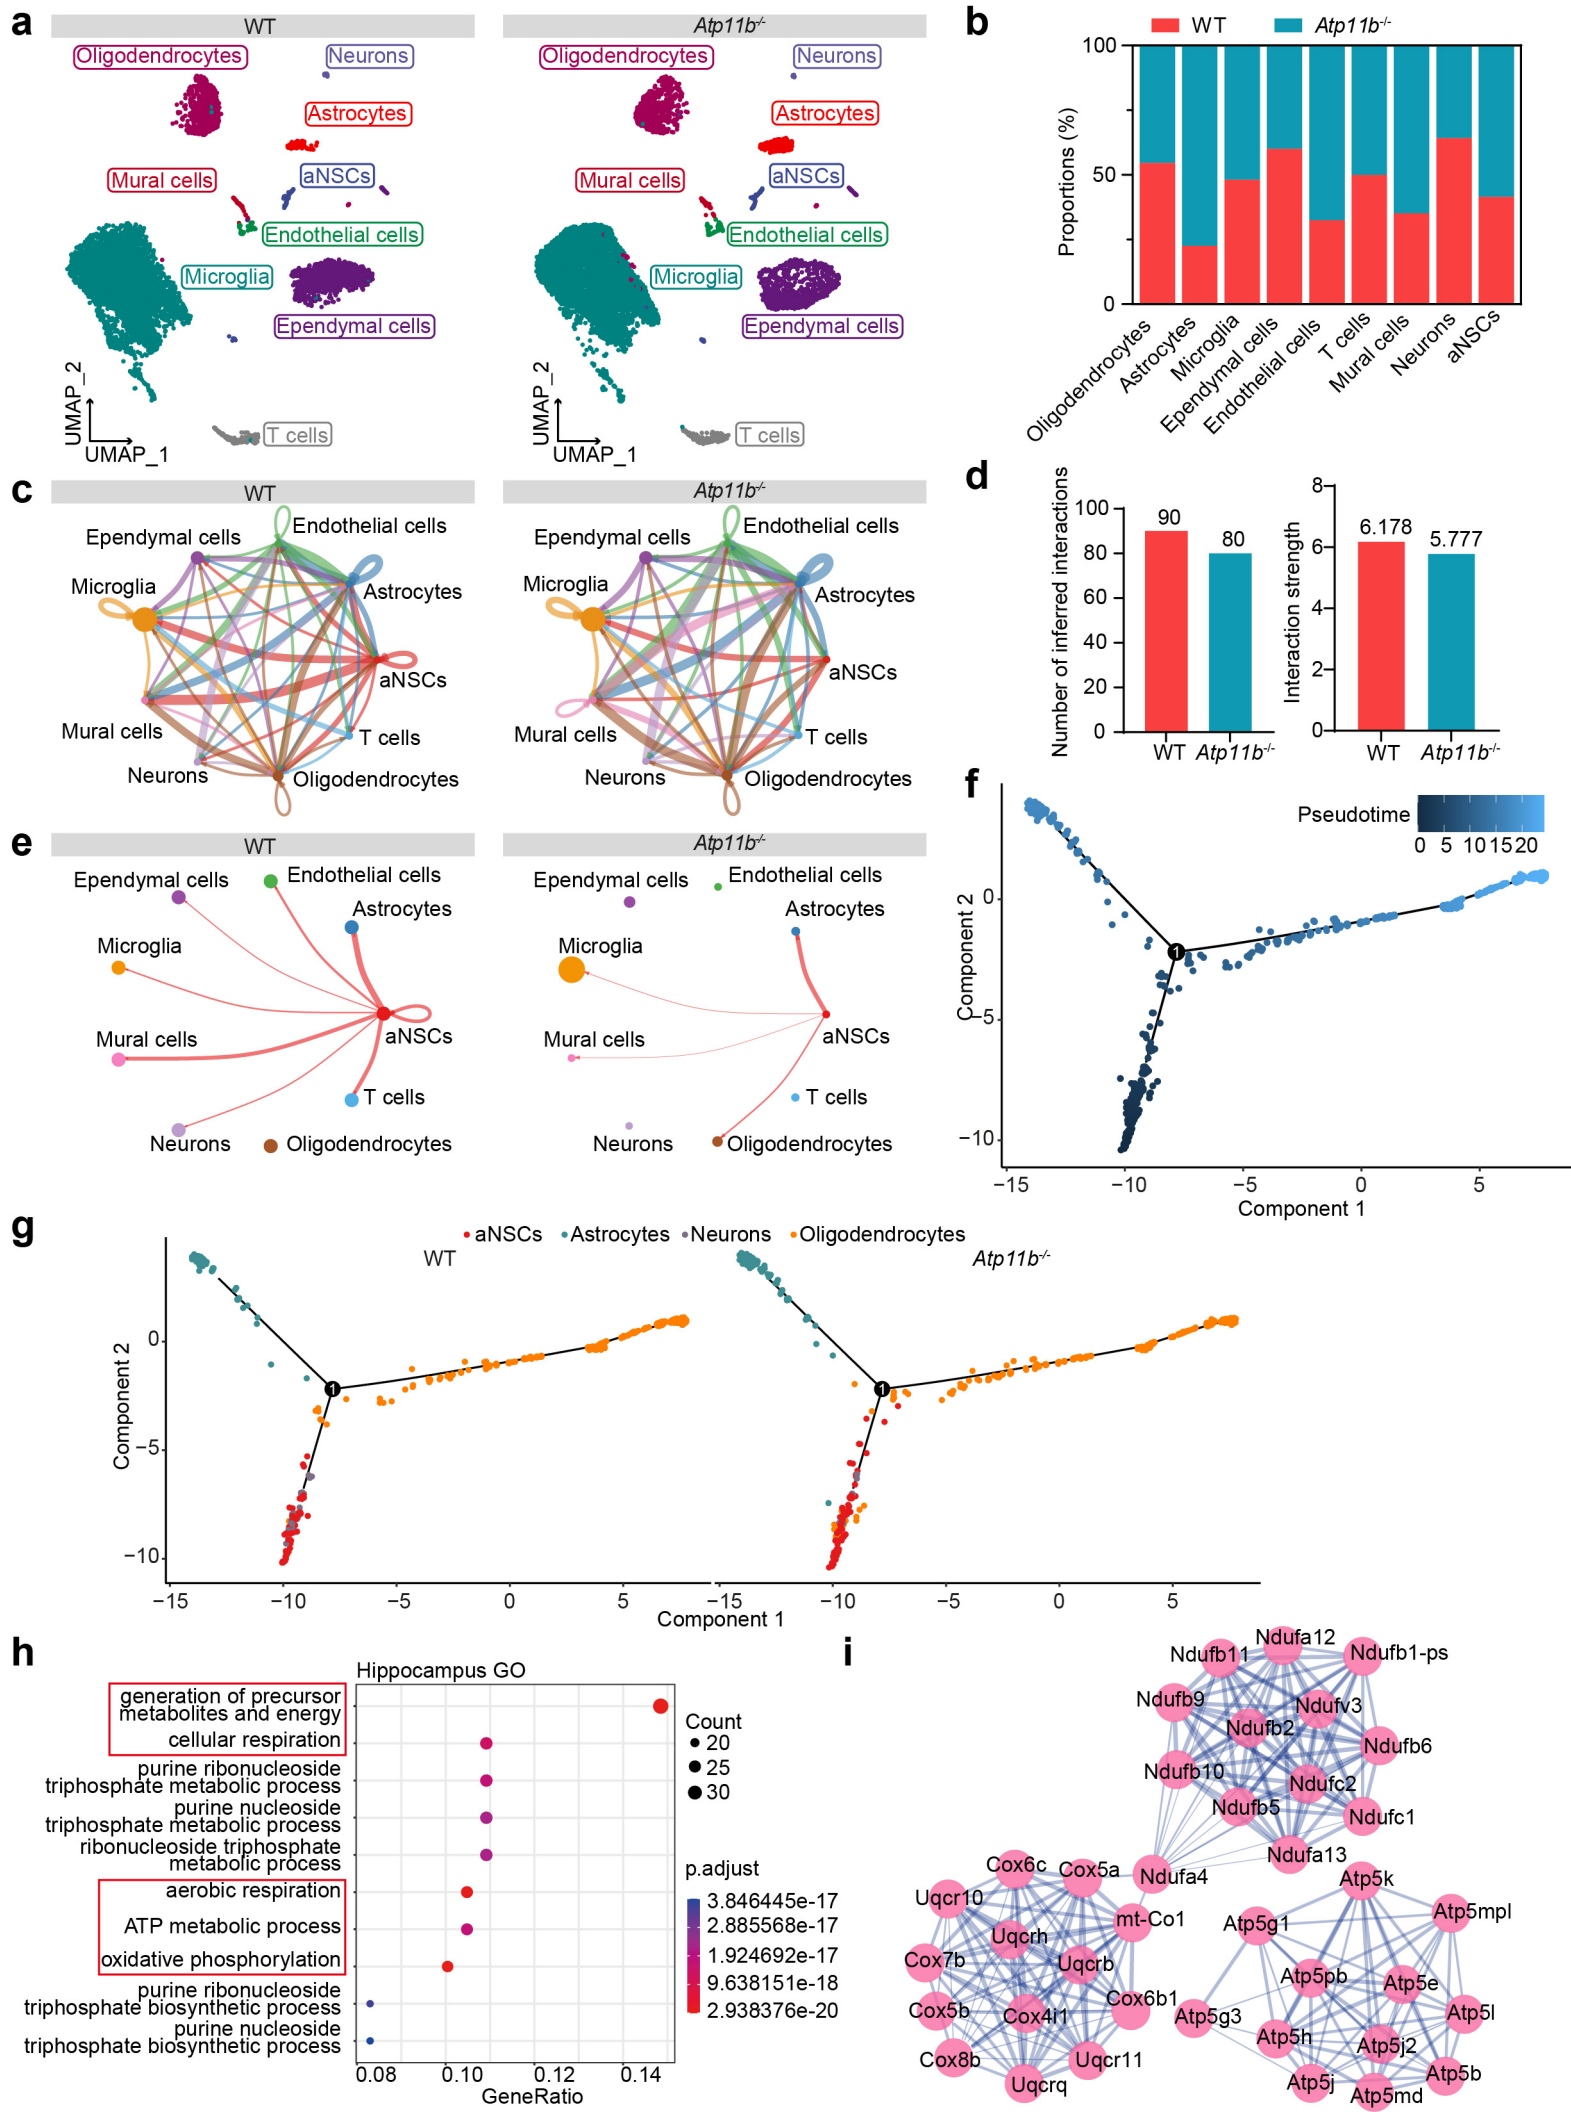 a
WT
Atp11b-/-
Oligodendrocytes
Neurons
Astrocytes
Mural cells
aNSCs
Endothelial cells
Microglia
Ependymal cells
T cells
UMAP_2
UMAP_1
Oligodendrocytes
Neurons
Astrocytes
Mural cells
aNSCs
Endothelial cells
Microglia
Ependymal cells
T cells
UMAP_2
UMAP_1
b
WT
Atp11b-/-
Proportions (%)
100
50
0
Oligodendrocytes
Astrocytes
Microglia
Ependymal cells
Endothelial cells
T cells
Mural cells
Neurons
aNSCs
c
WT
Atp11b-/-
Endothelial cells
Ependymal cells
Microglia
Astrocytes
aNSCs
Mural cells
T cells
Neurons
Oligodendrocytes
Endothelial cells
Ependymal cells
Microglia
Astrocytes
aNSCs
Mural cells
T cells
Neurons
Oligodendrocytes
d
Number of inferred interactions
100
80
60
40
20
0
90
80
WT
Atp11b-/-
Interaction strength
8
6
4
2
0
6.178
5.777
WT
Atp11b-/-
e
WT
Atp11b-/-
Ependymal cells
Endothelial cells
Astrocytes
Microglia
Mural cells
aNSCs
T cells
Neurons
Oligodendrocytes
Ependymal cells
Endothelial cells
Astrocytes
Microglia
Mural cells
aNSCs
T cells
Neurons
Oligodendrocytes
f
Pseudotime
0 5 10 15 20
Component 2
0
−5
−10
−15 −10 −5 0 5
Component 1
g
aNSCs Astrocytes Neurons Oligodendrocytes
WT
Atp11b-/-
Component 2
0
−5
−10
−15 −10 −5 0 5
−15 −10 −5 0 5
Component 1
h
Hippocampus GO
generation of precursor
metabolites and energy
cellular respiration
purine ribonucleoside
triphosphate metabolic process
purine nucleoside
triphosphate metabolic process
ribonucleoside triphosphate
metabolic process
aerobic respiration
ATP metabolic process
oxidative phosphorylation
purine ribonucleoside
triphosphate biosynthetic process
purine nucleoside
triphosphate biosynthetic process
0.08 0.10 0.12 0.14
GeneRatio
Count
20
25
30
p.adjust
3.846445e-17
2.885568e-17
1.924692e-17
9.638151e-18
2.938376e-20
i
Ndufa12
Ndufb11
Ndufb1-ps
Ndufb9
Ndufv3
Ndufb2
Ndufb6
Ndufb10
Ndufc2
Ndufb5
Ndufc1
Ndufa13
Ndufa4
Cox6c
Cox5a
Uqcr10
mt-Co1
Uqcrh
Cox7b
Uqcrb
Cox6b1
Cox5b
Cox4i1
Cox8b
Uqcr11
Uqcrq
Atp5k
Atp5mpl
Atp5g1
Atp5pb
Atp5e
Atp5g3
Atp5l
Atp5h
Atp5j2
Atp5j
Atp5b
Atp5md